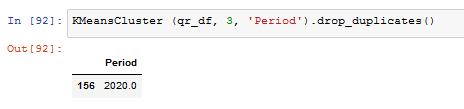 In [92]: KMeansCluster (qr_df, 3, 'Period').drop_duplicates()
Out[92]:
Period
156 2020.0